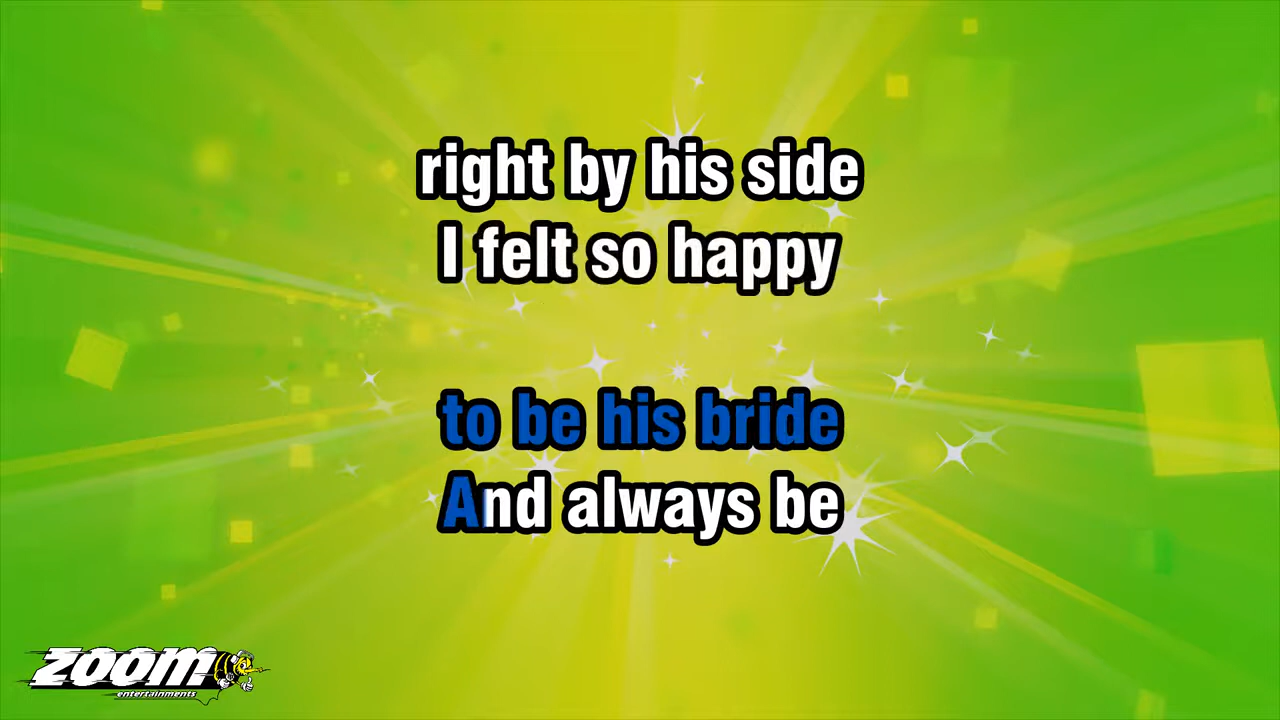 right by his side
I felt so happy
to be his bride
And always be
zoom
entertainments